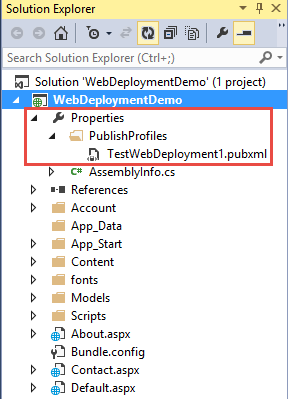 Solution Explorer
Search Solution Explorer (Ctrl+;)
Solution 'WebDeploymentDemo' (1 project)
WebDeploymentDemo
Properties
PublishProfiles
TestWebDeployment1.pubxml
C# AssemblyInfo.cs
References
Account
App_Data
App_Start
Content
fonts
Models
Scripts
About.aspx
Bundle.config
Contact.aspx
Default.aspx